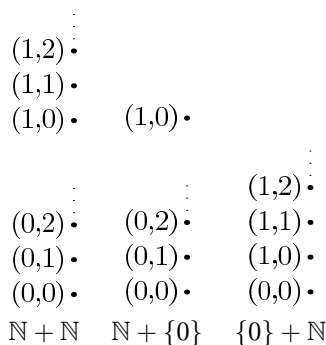 (1,2)
(1,1)
(1,0) (1,0)
(1,2)
(0,2) (0,2) (1,1)
(0,1) (0,1) (1,0)
(0,0) (0,0) (0,0)
ℕ + ℕ ℕ + {0} {0} + ℕ